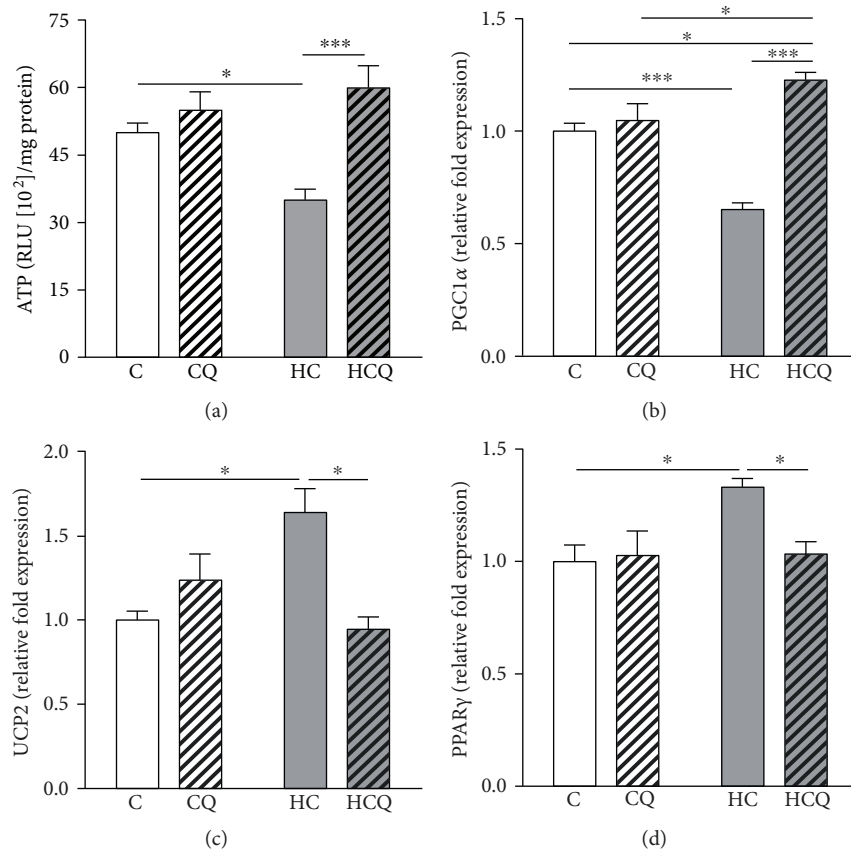 75
60
45
30
15
0
ATP (RLU [10²]/mg protein)
*
***
C
CQ
HC
HCQ
(a)
1.5
1.0
0.5
0.0
PGC1α (relative fold expression)
*
*
***
***
C
CQ
HC
HCQ
(b)
2.0
1.5
1.0
0.5
0.0
UCP2 (relative fold expression)
*
*
C
CQ
HC
HCQ
(c)
1.5
1.0
0.5
0.0
PPARγ (relative fold expression)
*
*
C
CQ
HC
HCQ
(d)